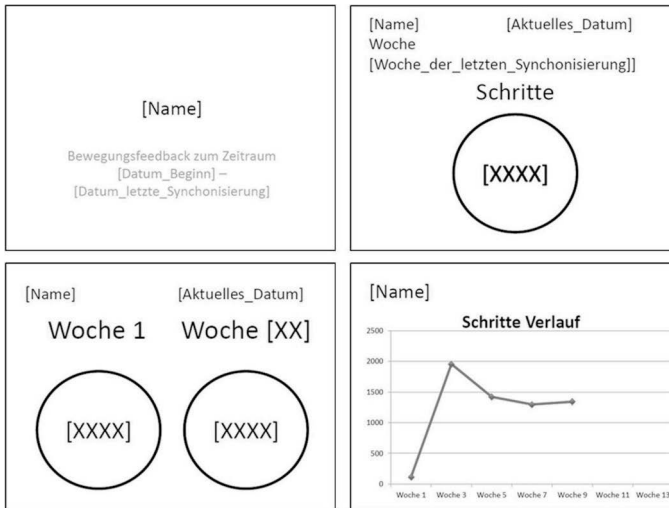 [Name]
Bewegungsfeedback zum Zeitraum
[Datum_Beginn] –
[Datum_letzte_Synchonisierung]
[Name] [Aktuelles_Datum]
Woche
[Woche_der_letzten_Synchonisierung]]
Schritte
[XXXX]
[Name] [Aktuelles_Datum]
Woche 1 Woche [XX]
[XXXX] [XXXX]
[Name]
Schritte Verlauf
2500
2000
1500
1000
500
0
Woche 1 Woche 3 Woche 5 Woche 7 Woche 9 Woche 11 Woche 13